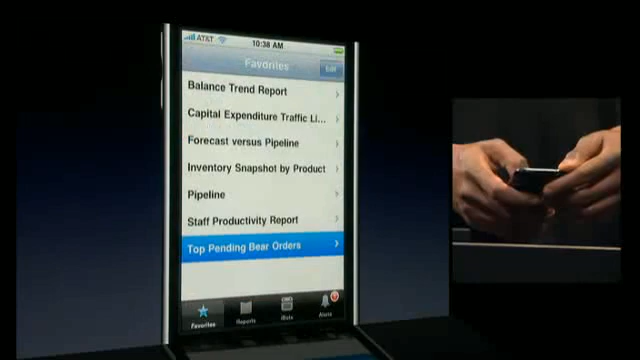 AT&T 10:38 AM
Favorites Edit
Balance Trend Report
Capital Expenditure Traffic Li...
Forecast versus Pipeline
Inventory Snapshot by Product
Pipeline
Staff Productivity Report
Top Pending Bear Orders
Favorites Reports iBots Alerts